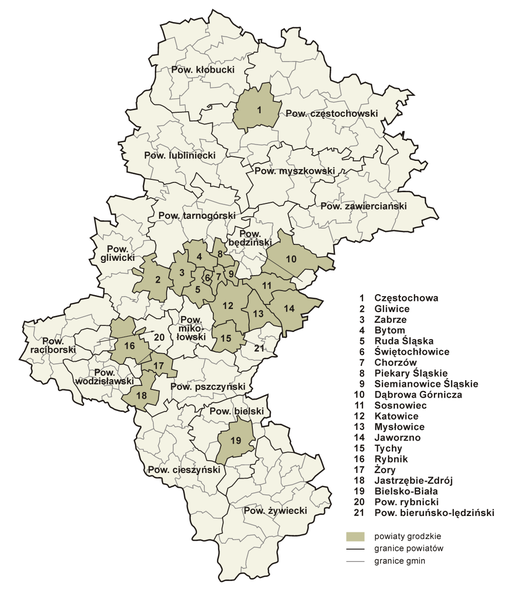 Pow. kłobucki
1
Pow. częstochowski
Pow. lubliniecki
Pow. myszkowski
Pow. zawierciański
Pow. tarnogórski
Pow.
będziński
Pow.
gliwicki
4
8
10
2
3
6
7
9
5
11
12
13
14
Pow.
miko-
łowski
20
15
21
16
Pow.
raciborski
17
Pow.
wodzisławski
Pow. pszczyński
18
Pow. bielski
19
Pow. cieszyński
Pow. żywiecki
1 Częstochowa
2 Gliwice
3 Zabrze
4 Bytom
5 Ruda Śląska
6 Świętochłowice
7 Chorzów
8 Piekary Śląskie
9 Siemianowice Śląskie
10 Dąbrowa Górnicza
11 Sosnowiec
12 Katowice
13 Mysłowice
14 Jaworzno
15 Tychy
16 Rybnik
17 Żory
18 Jastrzębie-Zdrój
19 Bielsko-Biała
20 Pow. rybnicki
21 Pow. bieruńsko-lędziński
powiaty grodzkie
granice powiatów
granice gmin